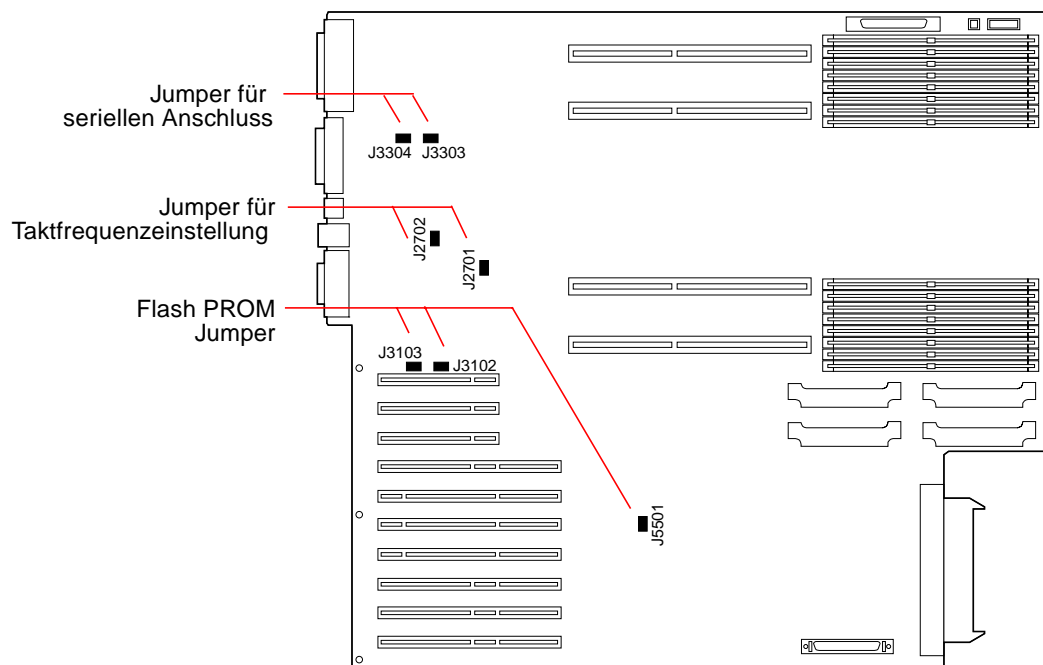 Jumper für
seriellen Anschluss
J3304
J3303
Jumper für
Taktfrequenzeinstellung
J2702
J2701
Flash PROM
Jumper
J3103
J3102
J5501